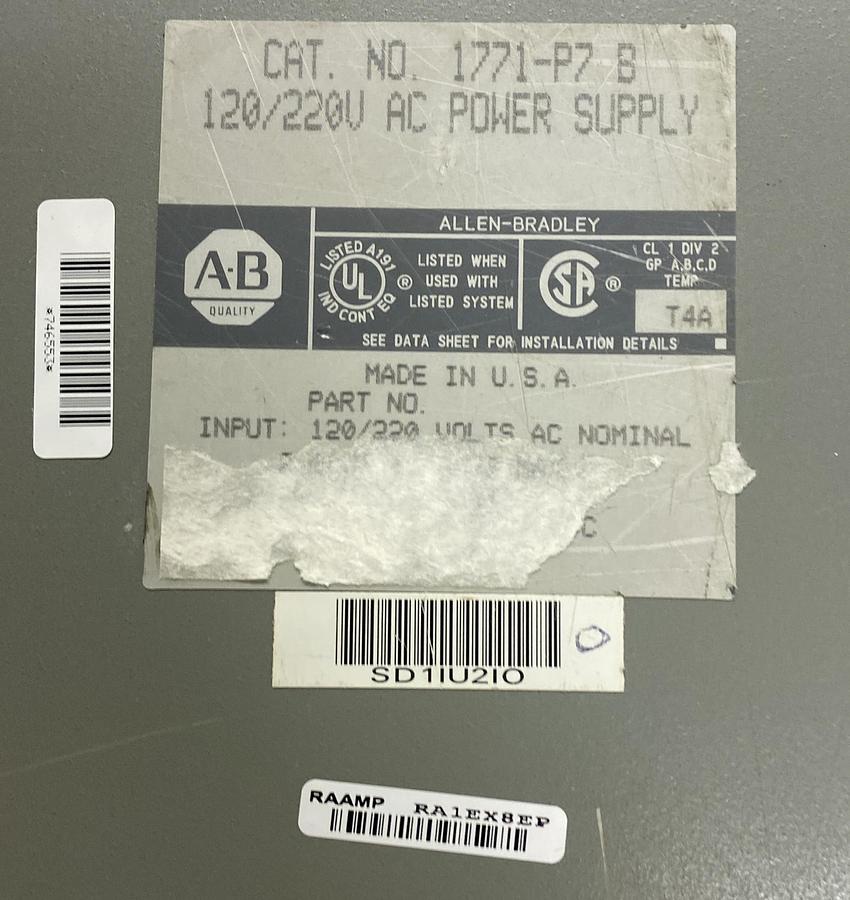 CAT. NO. 1771-P7 B
120/220V AC POWER SUPPLY
ALLEN-BRADLEY
A-B
QUALITY
LISTED A191
UL
IND CONT EQ
®
LISTED WHEN
USED WITH
LISTED SYSTEM
SA
®
CL 1 DIV 2
GP A,B,C,D
TEMP
T4A
SEE DATA SHEET FOR INSTALLATION DETAILS
MADE IN U.S.A.
PART NO.
INPUT: 120/220 VOLTS AC NOMINAL
*746553*
SD1IU2IO
RAAMP RA1EX8EP